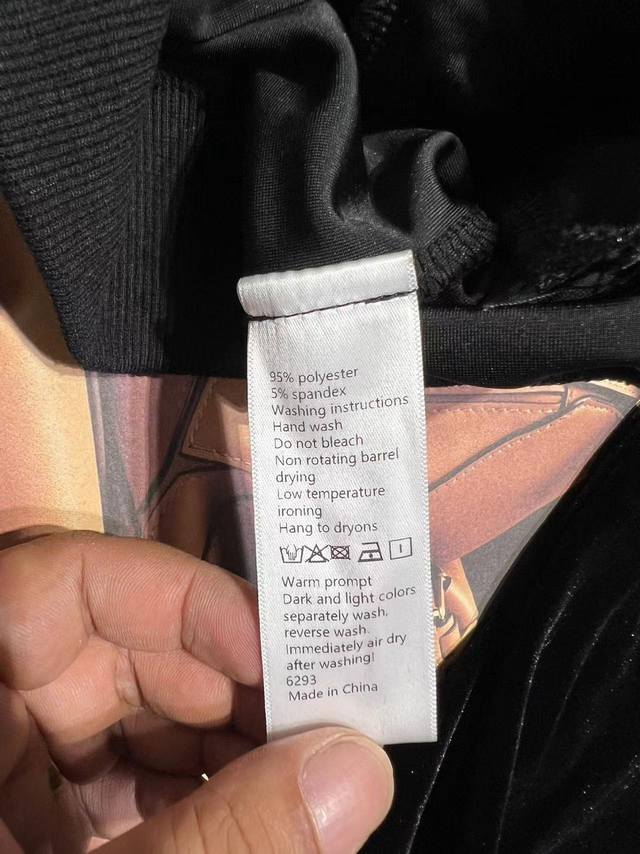 95% polyester
5% spandex
Washing instructions
Hand wash
Do not bleach
Non rotating barrel
drying
Low temperature
ironing
Hang to dryons
Warm prompt
Dark and light colors
separately wash,
reverse wash.
Immediately air dry
after washing!
6293
Made in China